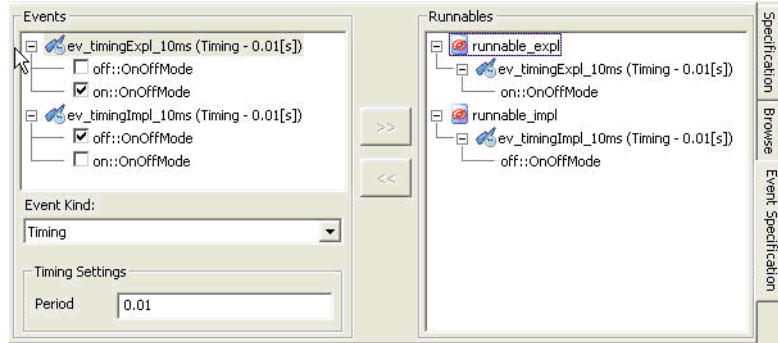 Events
ev_timingExpl_10ms (Timing - 0.01[s])
off::OnOffMode
on::OnOffMode
ev_timingImpl_10ms (Timing - 0.01[s])
off::OnOffMode
on::OnOffMode
Event Kind:
Timing
Timing Settings
Period 0.01
>>
<<
Runnables
runnable_expl
ev_timingExpl_10ms (Timing - 0.01[s])
on::OnOffMode
runnable_impl
ev_timingImpl_10ms (Timing - 0.01[s])
off::OnOffMode
Specification
Browse
Event Specification